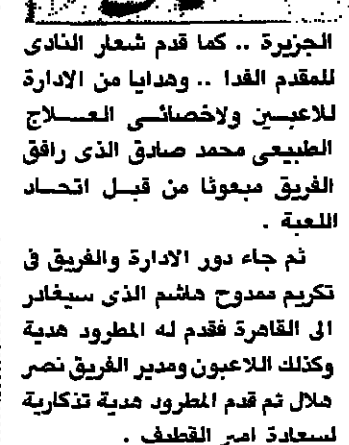 الجزيرة .. كما قدم شعار النادى
للمقدم الفدا .. وهدايا من الادارة
للاعبين ولاخصائى العلاج
الطبيعى محمد صادق الذى رافق
الفريق مبعوثا من قبل اتحاد
اللعبة .
ثم جاء دور الادارة والفريق فى
تكريم ممدوح هاشم الذى سيغادر
الى القاهرة فقدم له المطرود هدية
وكذلك اللاعبون ومدير الفريق نصر
هلال ثم قدم المطرود هدية تذكارية
لسعادة امير القطيف .